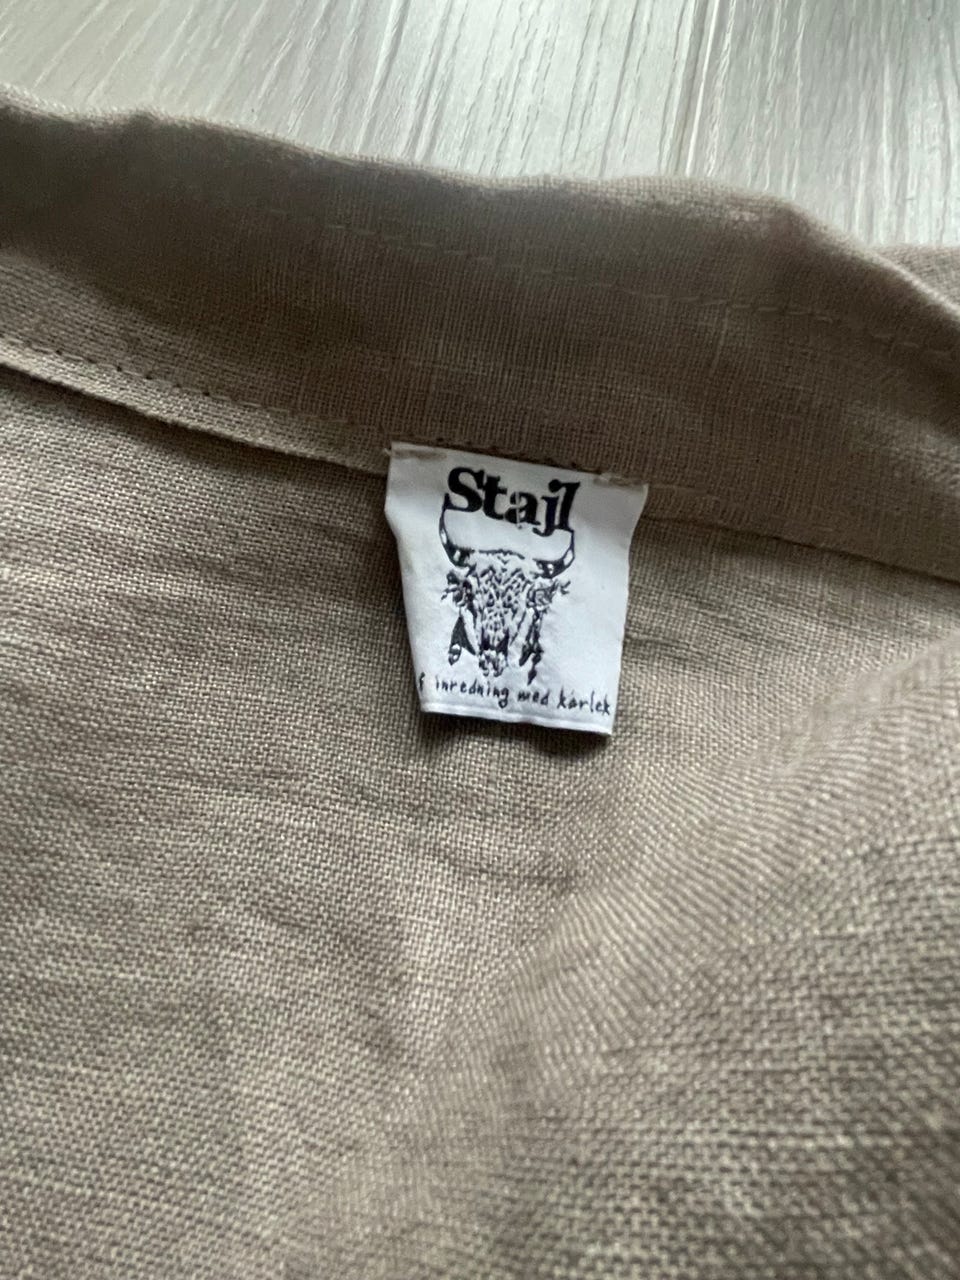 Stajl
inredning med kärlek